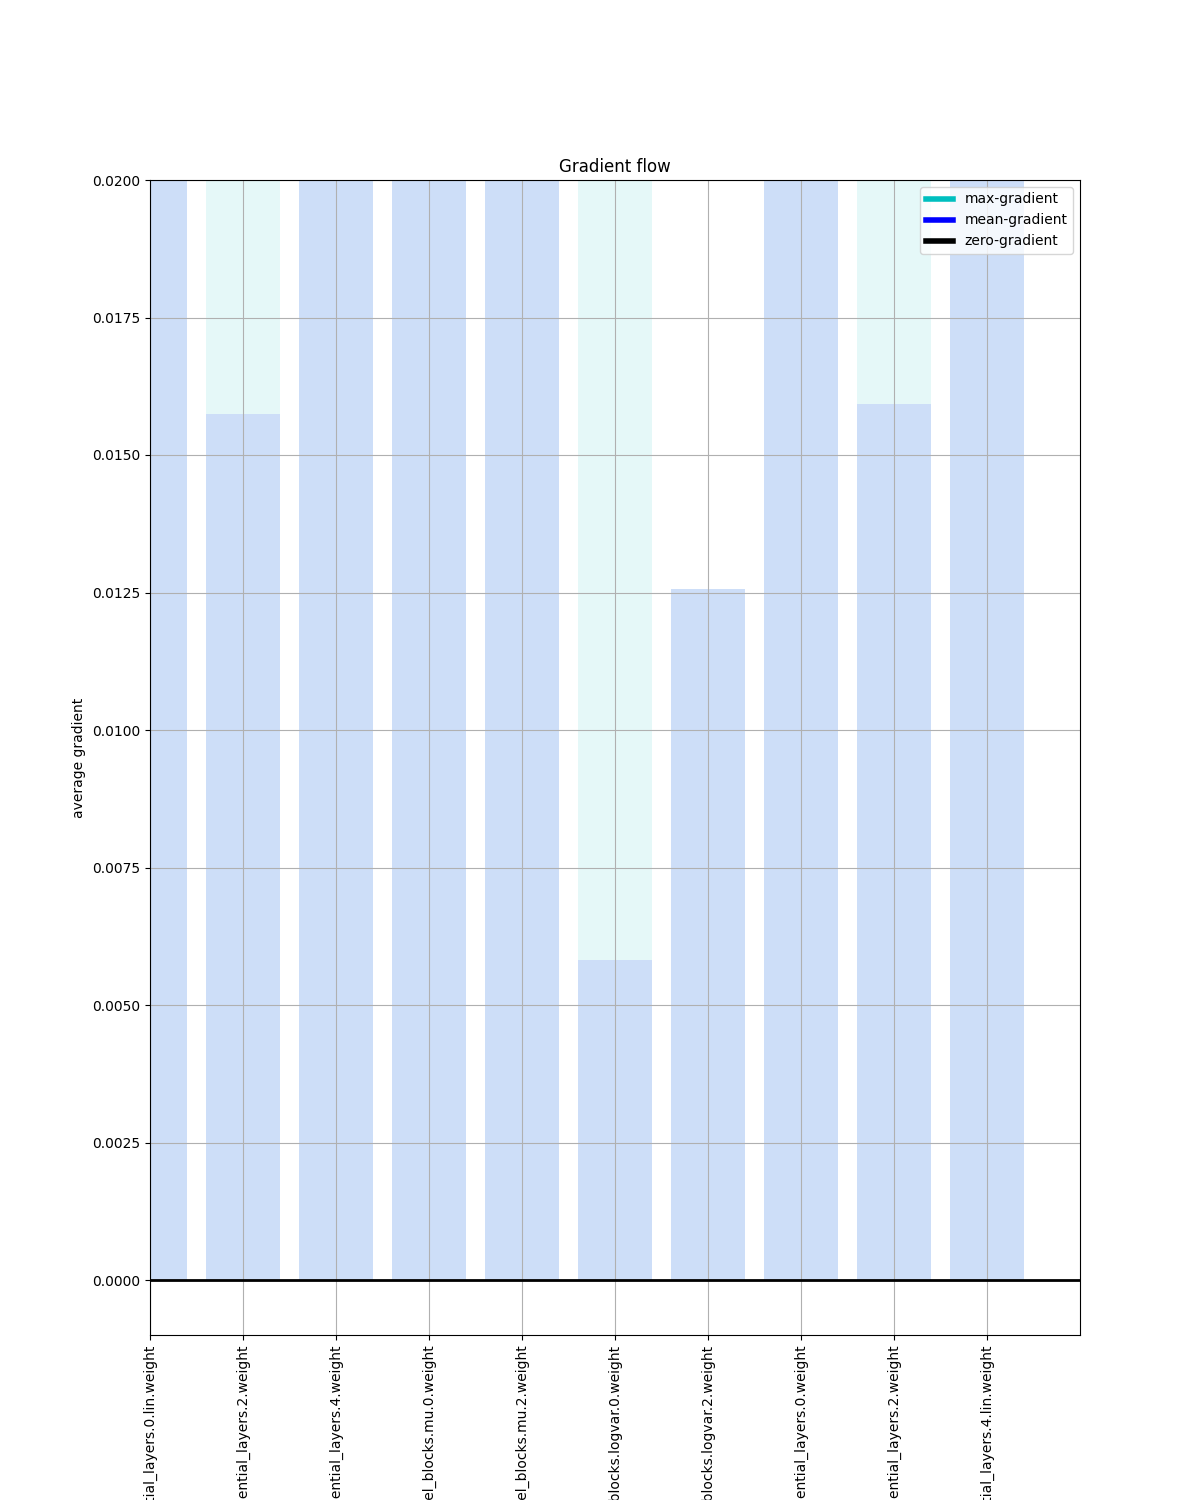 Gradient flow
max-gradient
mean-gradient
zero-gradient
0.0200
0.0175
0.0150
0.0125
0.0100
0.0075
0.0050
0.0025
0.0000
average gradient
tial_layers.0.lin.weight
ential_layers.2.weight
ential_layers.4.weight
el_blocks.mu.0.weight
el_blocks.mu.2.weight
blocks.logvar.0.weight
blocks.logvar.2.weight
ential_layers.0.weight
ential_layers.2.weight
tial_layers.4.lin.weight